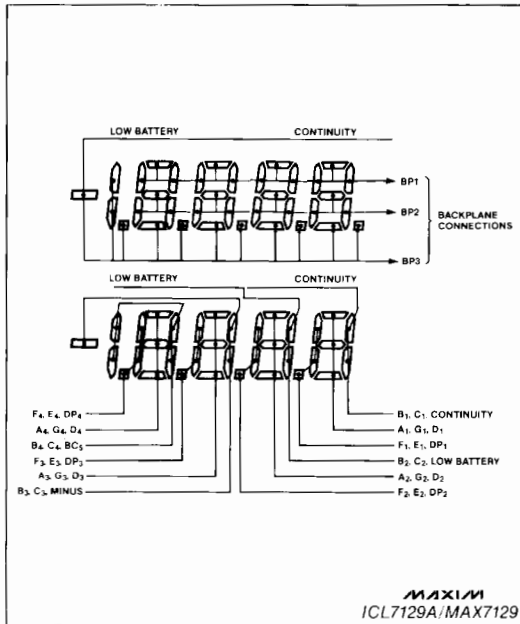 LOW BATTERY CONTINUITY
BP1
BP2
BACKPLANE
CONNECTIONS
BP3
LOW BATTERY CONTINUITY
F4, E4, DP4
A4, G4, D4
B4, C4, BC5
F3, E3, DP3
A3, G3, D3
B3, C3, MINUS
B1, C1, CONTINUITY
A1, G1, D1
F1, E1, DP1
B2, C2, LOW BATTERY
A2, G2, D2
F2, E2, DP2
MAXIM
ICL7129A/MAX7129